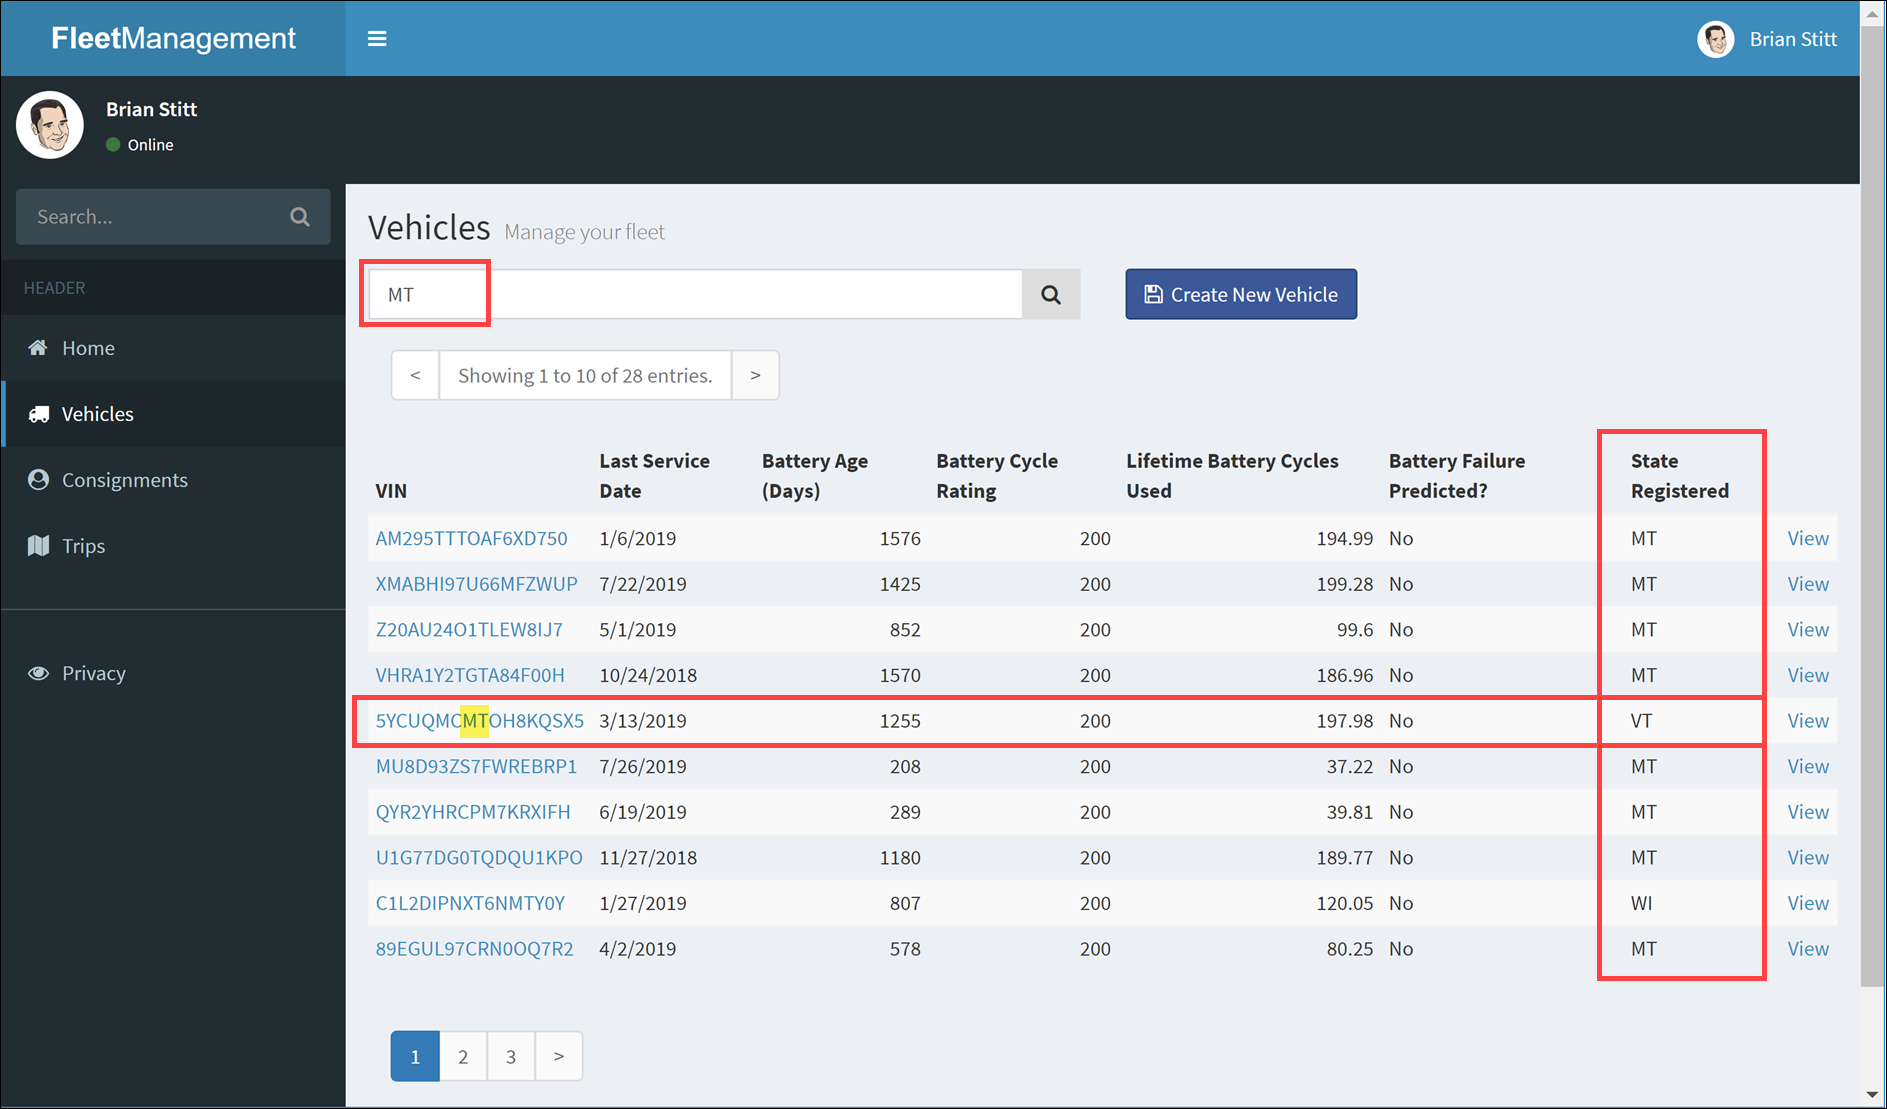 FleetManagement
Brian Stitt
Brian Stitt
Online
Search...
HEADER
Home
Vehicles
Consignments
Trips
Privacy
Vehicles Manage your fleet
MT
Create New Vehicle
< Showing 1 to 10 of 28 entries. >
VIN Last Service Date Battery Age (Days) Battery Cycle Rating Lifetime Battery Cycles Used Battery Failure Predicted? State Registered
AM295TTTOAF6XD750 1/6/2019 1576 200 194.99 No MT View
XMABHI97U66MFZWUP 7/22/2019 1425 200 199.28 No MT View
Z20AU24O1TLEW8IJ7 5/1/2019 852 200 99.6 No MT View
VHRA1Y2TGTA84F00H 10/24/2018 1570 200 186.96 No MT View
5YCUQMCMTOH8KQSX5 3/13/2019 1255 200 197.98 No VT View
MU8D93ZS7FWREBRP1 7/26/2019 208 200 37.22 No MT View
QYR2YHRCPM7KRXIFH 6/19/2019 289 200 39.81 No MT View
U1G77DG0TQDQU1KPO 11/27/2018 1180 200 189.77 No MT View
C1L2DIPNXT6NMTY0Y 1/27/2019 807 200 120.05 No WI View
89EGUL97CRN0OQ7R2 4/2/2019 578 200 80.25 No MT View
1 2 3 >